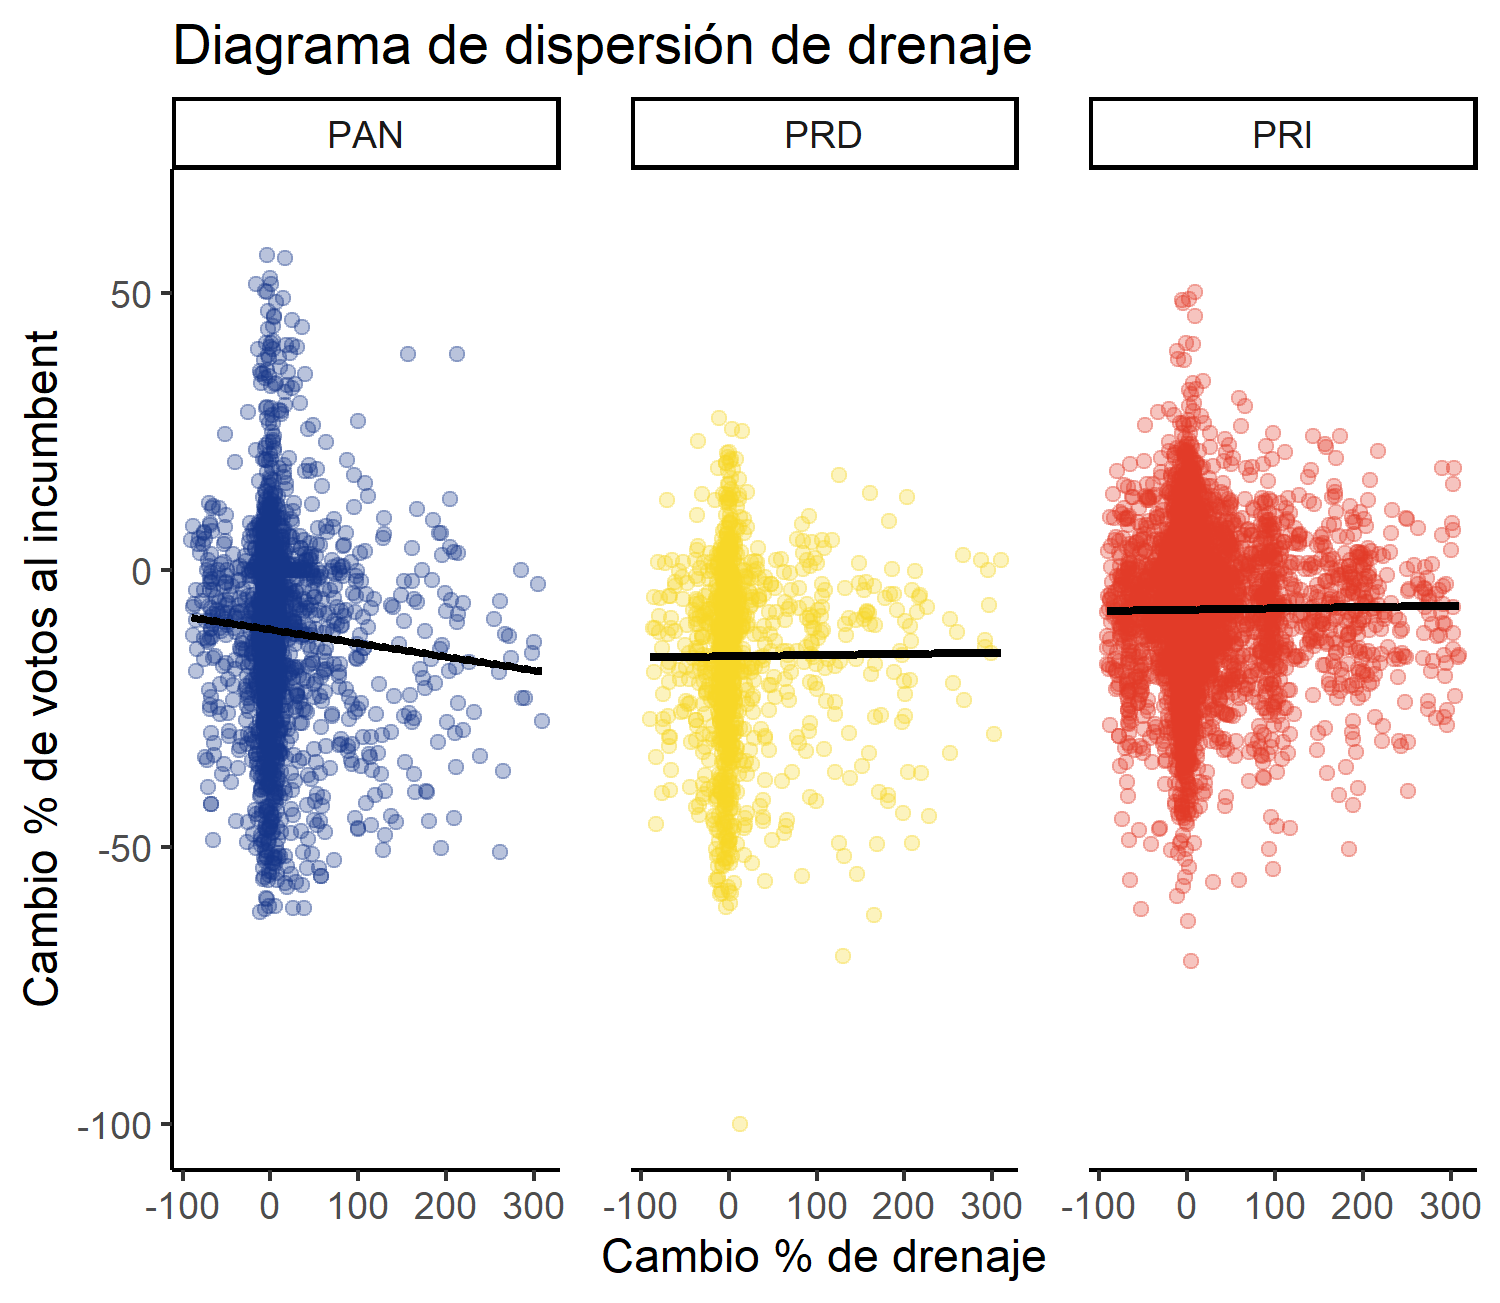 Diagrama de dispersión de drenaje
PAN PRD PRI
Cambio % de votos al incumbent
50
0
-50
-100
-100 0 100 200 300 -100 0 100 200 300 -100 0 100 200 300
Cambio % de drenaje